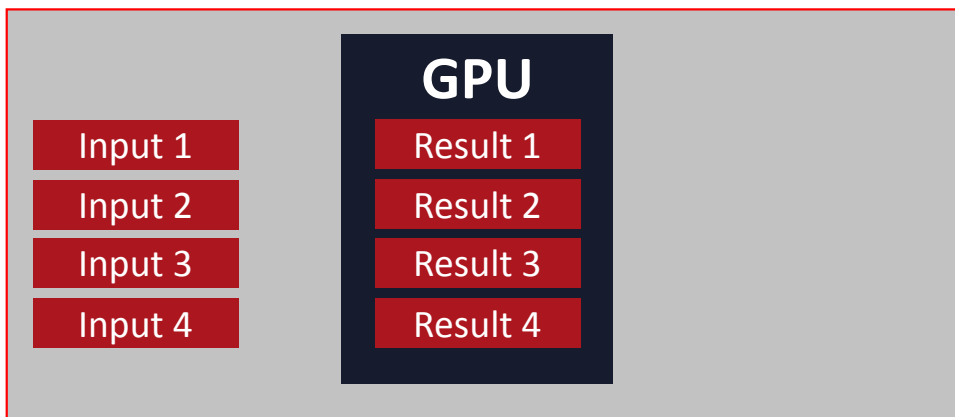 GPU
Input 1
Result 1
Input 2
Result 2
Input 3
Result 3
Input 4
Result 4